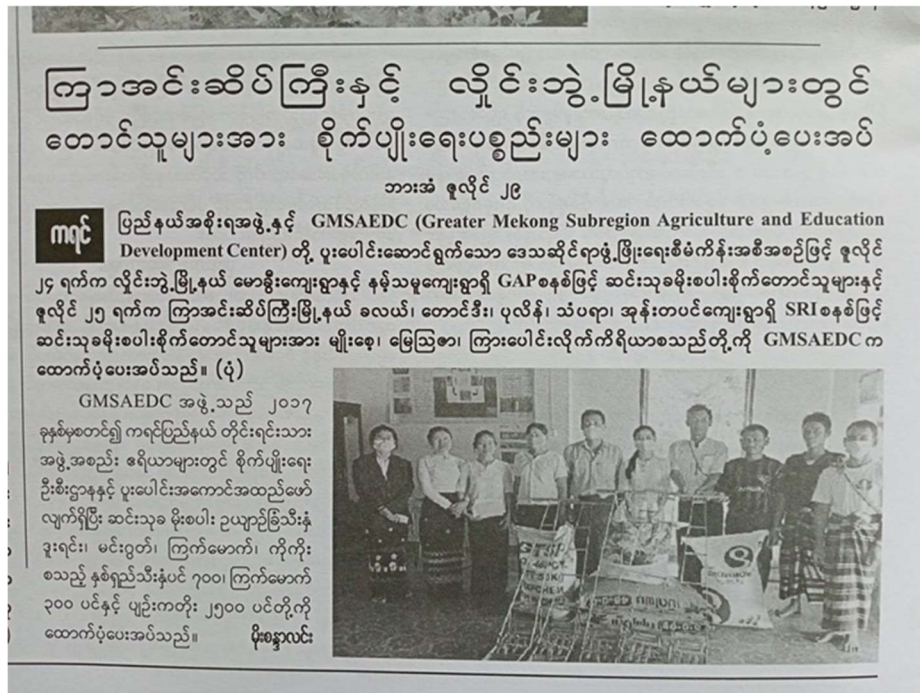 ကြာအင်းဆိပ်ကြီးနှင့် လှိုင်းဘွဲ့မြို့နယ်များတွင်
တောင်သူများအား စိုက်ပျိုးရေးပစ္စည်းများ ထောက်ပံ့ပေးအပ်
ဘားအံ ဇူလိုင် ၂၉
ကရင် ပြည်နယ်အစိုးရအဖွဲ့နှင့် GMSAEDC (Greater Mekong Subregion Agriculture and Education
Development Center) တို့ ပူးပေါင်းဆောင်ရွက်သော ဒေသဆိုင်ရာဖွံ့ဖြိုးရေးစီမံကိန်းအစီအစဉ်ဖြင့် ဇူလိုင်
၂၄ ရက်က လှိုင်းဘွဲ့မြို့နယ် မောခွီးကျေးရွာနှင့် နမ့်သမူကျေးရွာရှိ GAP စနစ်ဖြင့် ဆင်းသုခမိုးစပါးစိုက်တောင်သူများနှင့်
ဇူလိုင် ၂၅ ရက်က ကြာအင်းဆိပ်ကြီးမြို့နယ် ခလယ်၊ တောင်ဒီး၊ ပုလိန်၊ သံပရာ၊ အုန်းတပင်ကျေးရွာရှိ SRI စနစ်ဖြင့်
ဆင်းသုခမိုးစပါးစိုက်တောင်သူများအား မျိုးစေ့၊ မြေဩဇာ၊ ကြားပေါင်းလိုက်ကိရိယာစသည်တို့ကို GMSAEDC က
ထောက်ပံ့ပေးအပ်သည်။ (ပုံ)
GMSAEDC အဖွဲ့သည် ၂၀၁၇
ခုနှစ်မှစတင်၍ ကရင်ပြည်နယ် တိုင်းရင်းသား
အဖွဲ့အစည်း ဧရိယာများတွင် စိုက်ပျိုးရေး
ဦးစီးဌာနနှင့် ပူးပေါင်းအကောင်အထည်ဖော်
လျက်ရှိပြီး ဆင်းသုခ မိုးစပါး ဥယျာဉ်ခြံသီးနှံ
ဒူးရင်း၊ မင်းဂွတ်၊ ကြက်မောက်၊ ကိုကိုး
စသည့် နှစ်ရှည်သီးနှံပင် ၇၀၀၊ ကြက်မောက်
၃၀၀ ပင်နှင့် ပျဉ်းကတိုး ၂၅၀၀ ပင်တို့ကို
ထောက်ပံ့ပေးအပ်သည်။ မိုးစန္ဒာလင်း